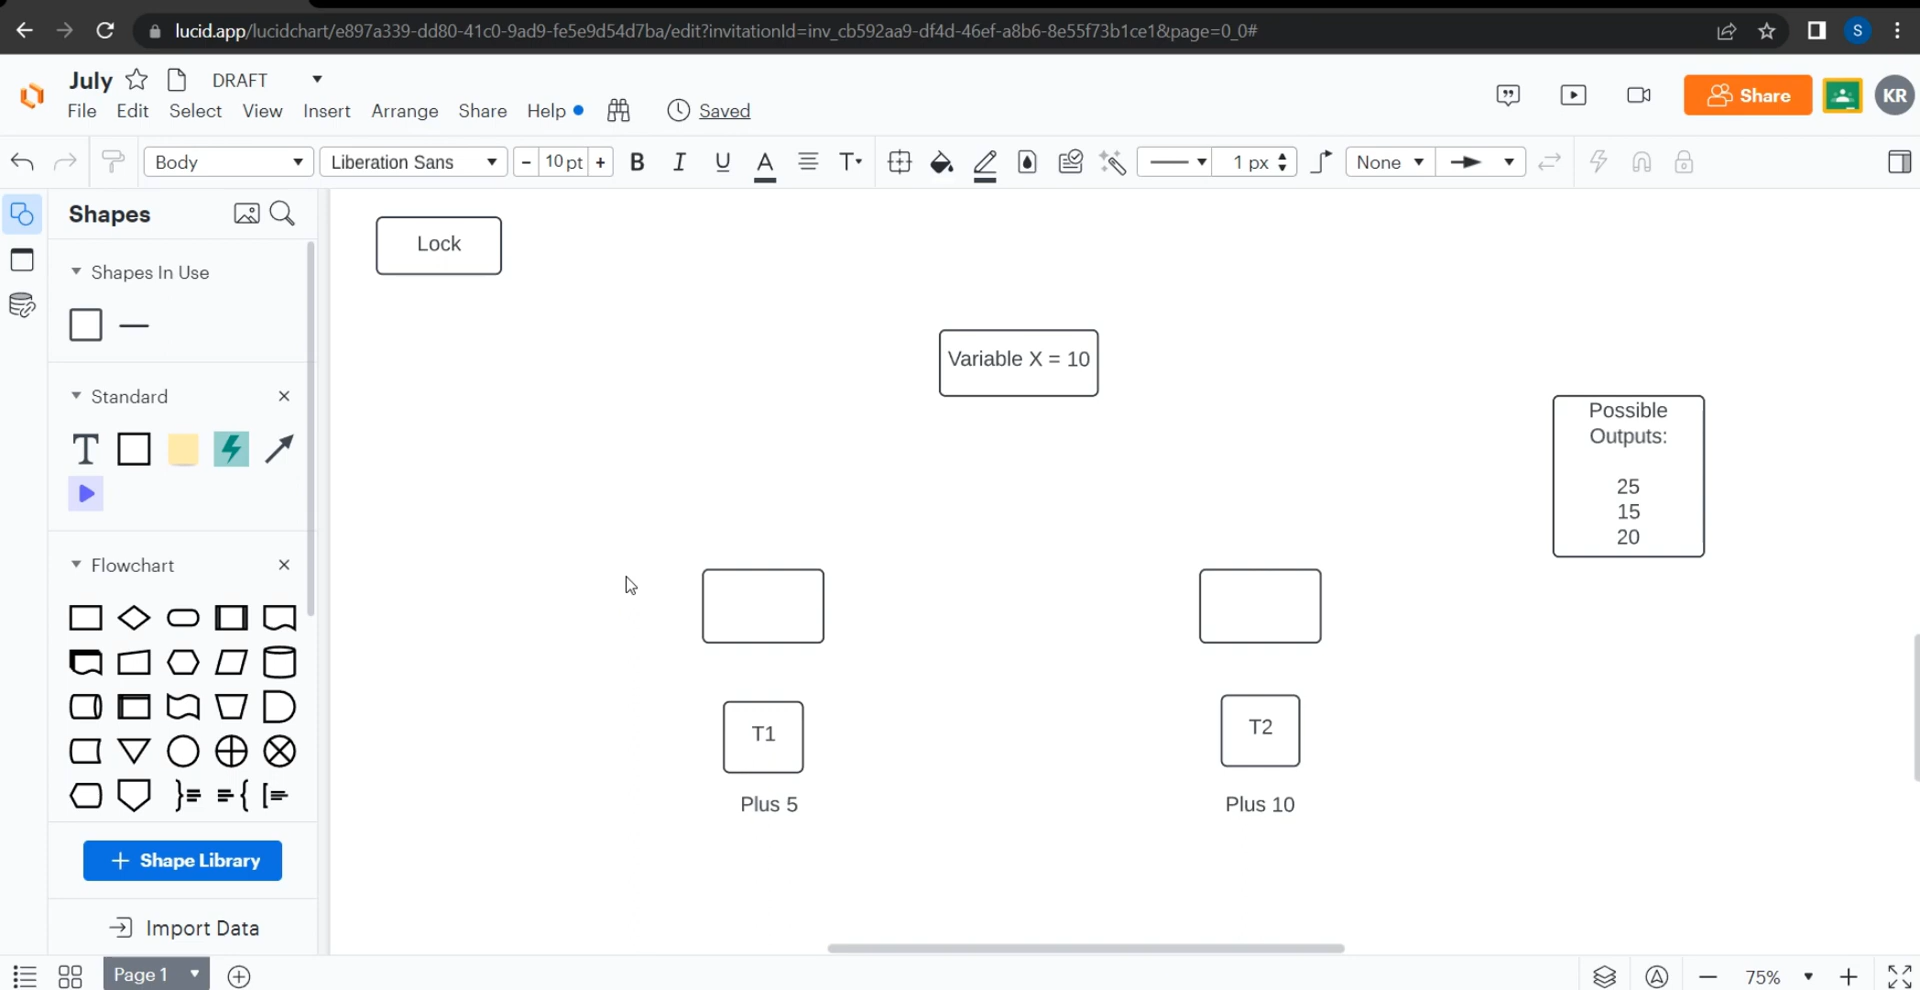 lucid.app/lucidchart/e897a339-dd80-41c0-9ad9-fe5e9d54d7ba/edit?invitationId=inv_cb592aa9-df4d-46ef-a8b6-8e55f73b1ce1&page=0_0#
S
July
DRAFT
File Edit Select View Insert Arrange Share Help
Saved
Share
KR
Body
Liberation Sans
- 10 pt +
B I U A T
1 px
None
Shapes
Shapes In Use
Standard
T
Flowchart
+ Shape Library
Import Data
Lock
Variable X = 10
Possible
Outputs:
25
15
20
T1
T2
Plus 5
Plus 10
Page 1
75%